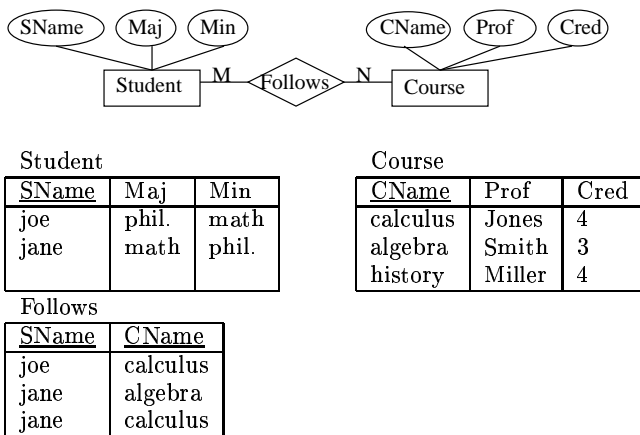 SName Maj Min CName Prof Cred
Student M Follows N Course
Student Course
SName Maj Min CName Prof Cred
joe phil. math calculus Jones 4
jane math phil. algebra Smith 3
history Miller 4
Follows
SName CName
joe calculus
jane algebra
jane calculus